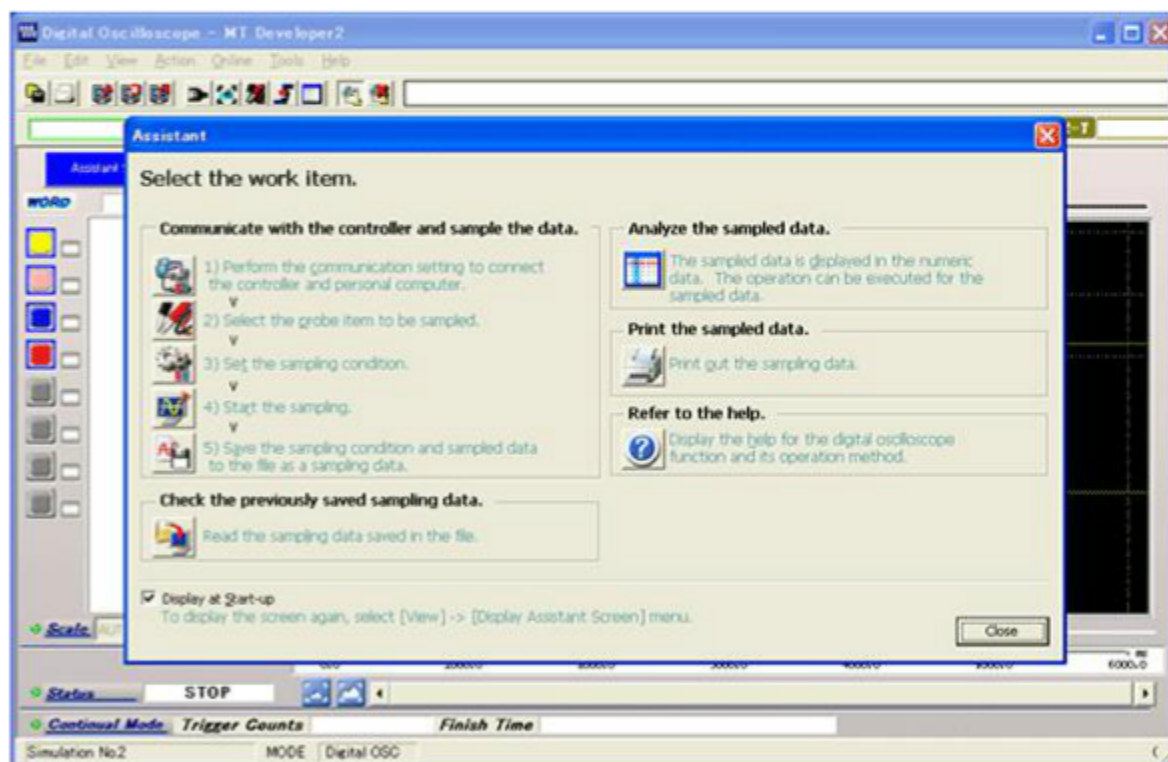 Digital Oscilloscope - MT Developer2
File Edit View Action Online Tools Help
Assistant
Assistant
Select the work item.
WORD
Communicate with the controller and sample the data.
1) Perform the communication setting to connect
the controller and personal computer.
2) Select the probe item to be sampled.
3) Set the sampling condition.
4) Start the sampling.
5) Save the sampling condition and sampled data
to the file as a sampling data.
Check the previously saved sampling data.
Read the sampling data saved in the file.
Analyze the sampled data.
The sampled data is displayed in the numeric
data. The operation can be executed for the
sampled data.
Print the sampled data.
Print out the sampling data.
Refer to the help.
Display the help for the digital oscilloscope
function and its operation method.
Display at Start-up
To display the screen again, select [View] -> [Display Assistant Screen] menu.
Close
Scale
6000.0
Status STOP
Continual Mode Trigger Counts Finish Time
Simulation No.2 MODE Digital OSC